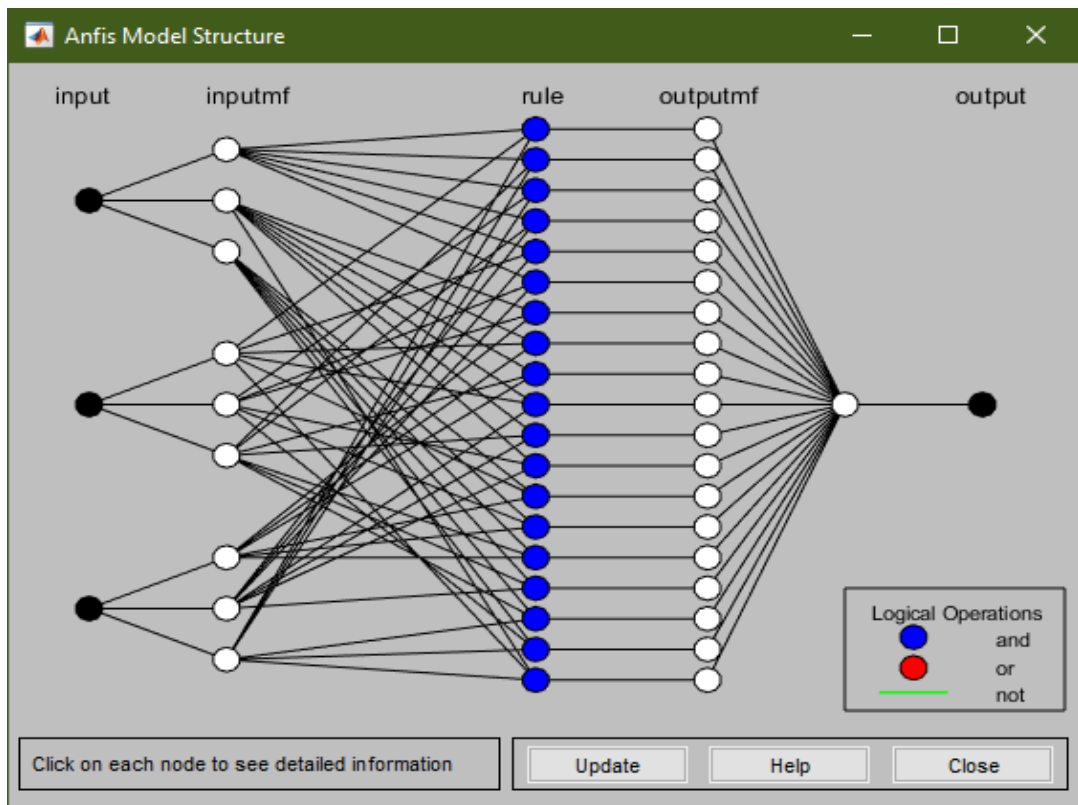 Anfis Model Structure
input inputmf rule outputmf output
Logical Operations
and
or
not
Click on each node to see detailed information
Update Help Close